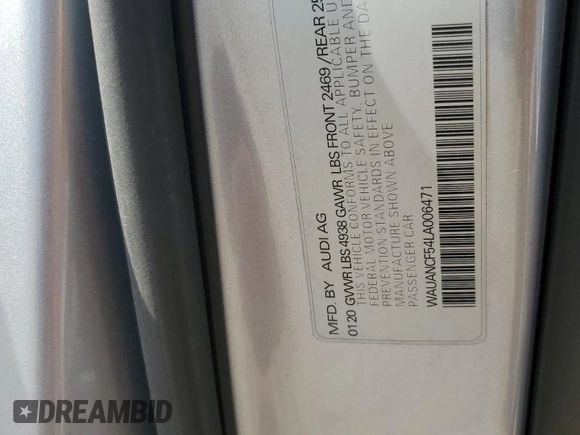 MFD. BY AUDI AG
0120 GVWR LBS 4938 GAWR LBS FRONT 2469 / REAR 25
THIS VEHICLE CONFORMS TO ALL APPLICABLE U
FEDERAL MOTOR VEHICLE SAFETY, BUMPER AND
PREVENTION STANDARDS IN EFFECT ON THE DA
MANUFACTURE SHOWN ABOVE
PASSENGER CAR
WAUANCF54LA006471
DREAMBID